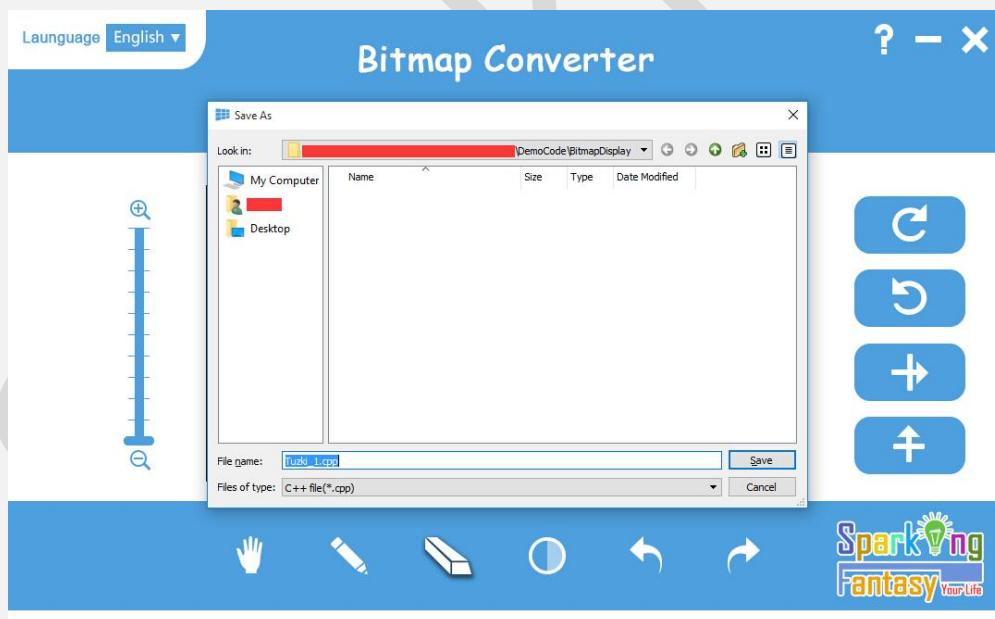 Launguage English ▼
Bitmap Converter
? — ×
Save As
Look in: \DemoCode\BitmapDisplay
My Computer
Desktop
Name Size Type Date Modified
File name: Tuzki_1.cpp
Save
Files of type: C++ file(*.cpp)
Cancel
Sparking
Fantasy Your Life